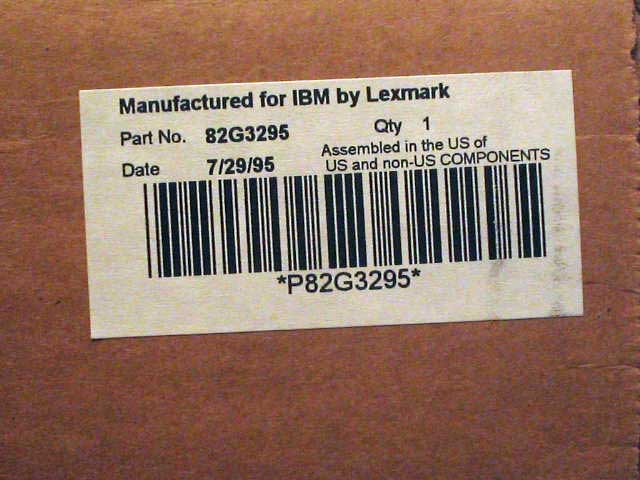 Manufactured for IBM by Lexmark
Part No. 82G3295 Qty 1
Assembled in the US of
Date 7/29/95 US and non-US COMPONENTS
*P82G3295*